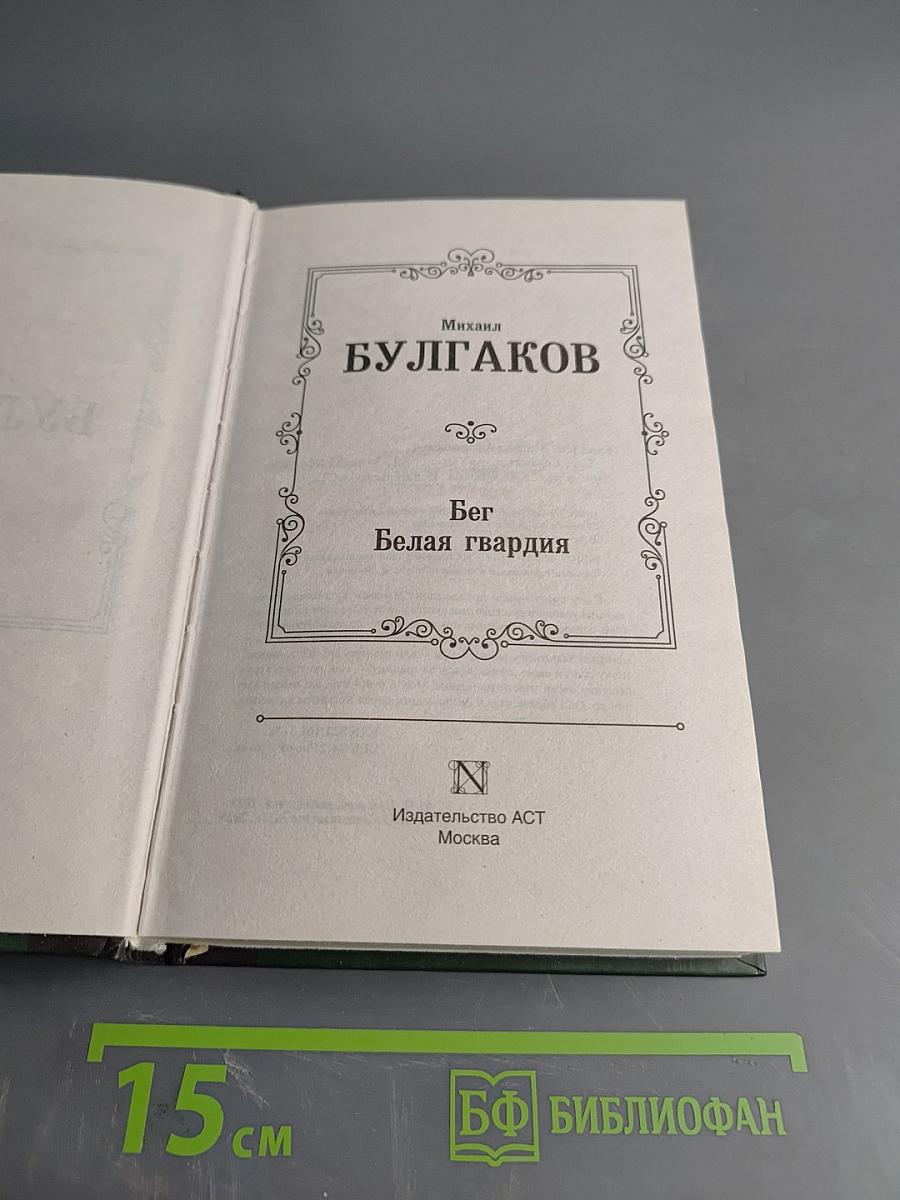 Михаил
БУЛГАКОВ
Бег
Белая гвардия
N
Издательство АСТ
Москва
15 см
БФ БИБЛИОФАН